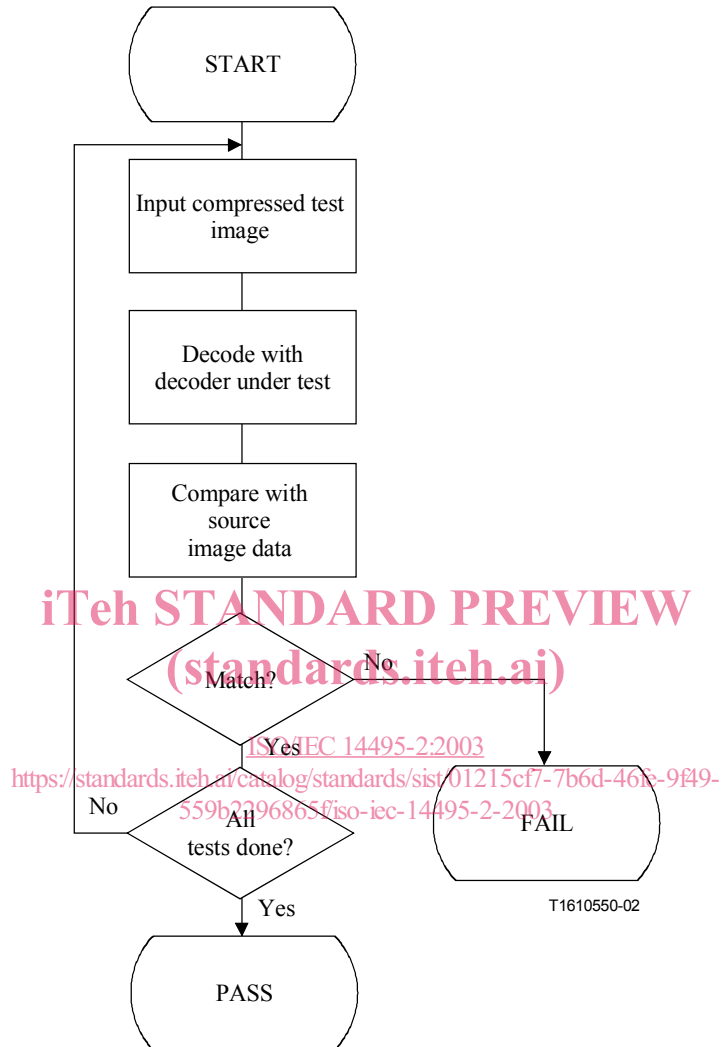 START
Input compressed test
image
Decode with
decoder under test
Compare with
source
image data
iTeh STANDARD PREVIEW
(standards.iteh.ai)
Match?
No
Yes
ISO/IEC 14495-2:2003
https://standards.iteh.ai/catalog/standards/sist/01215cf7-7b6d-46fe-9f49-
559b2296865f/iso-iec-14495-2-2003
No
All
tests done?
FAIL
Yes
T1610550-02
PASS